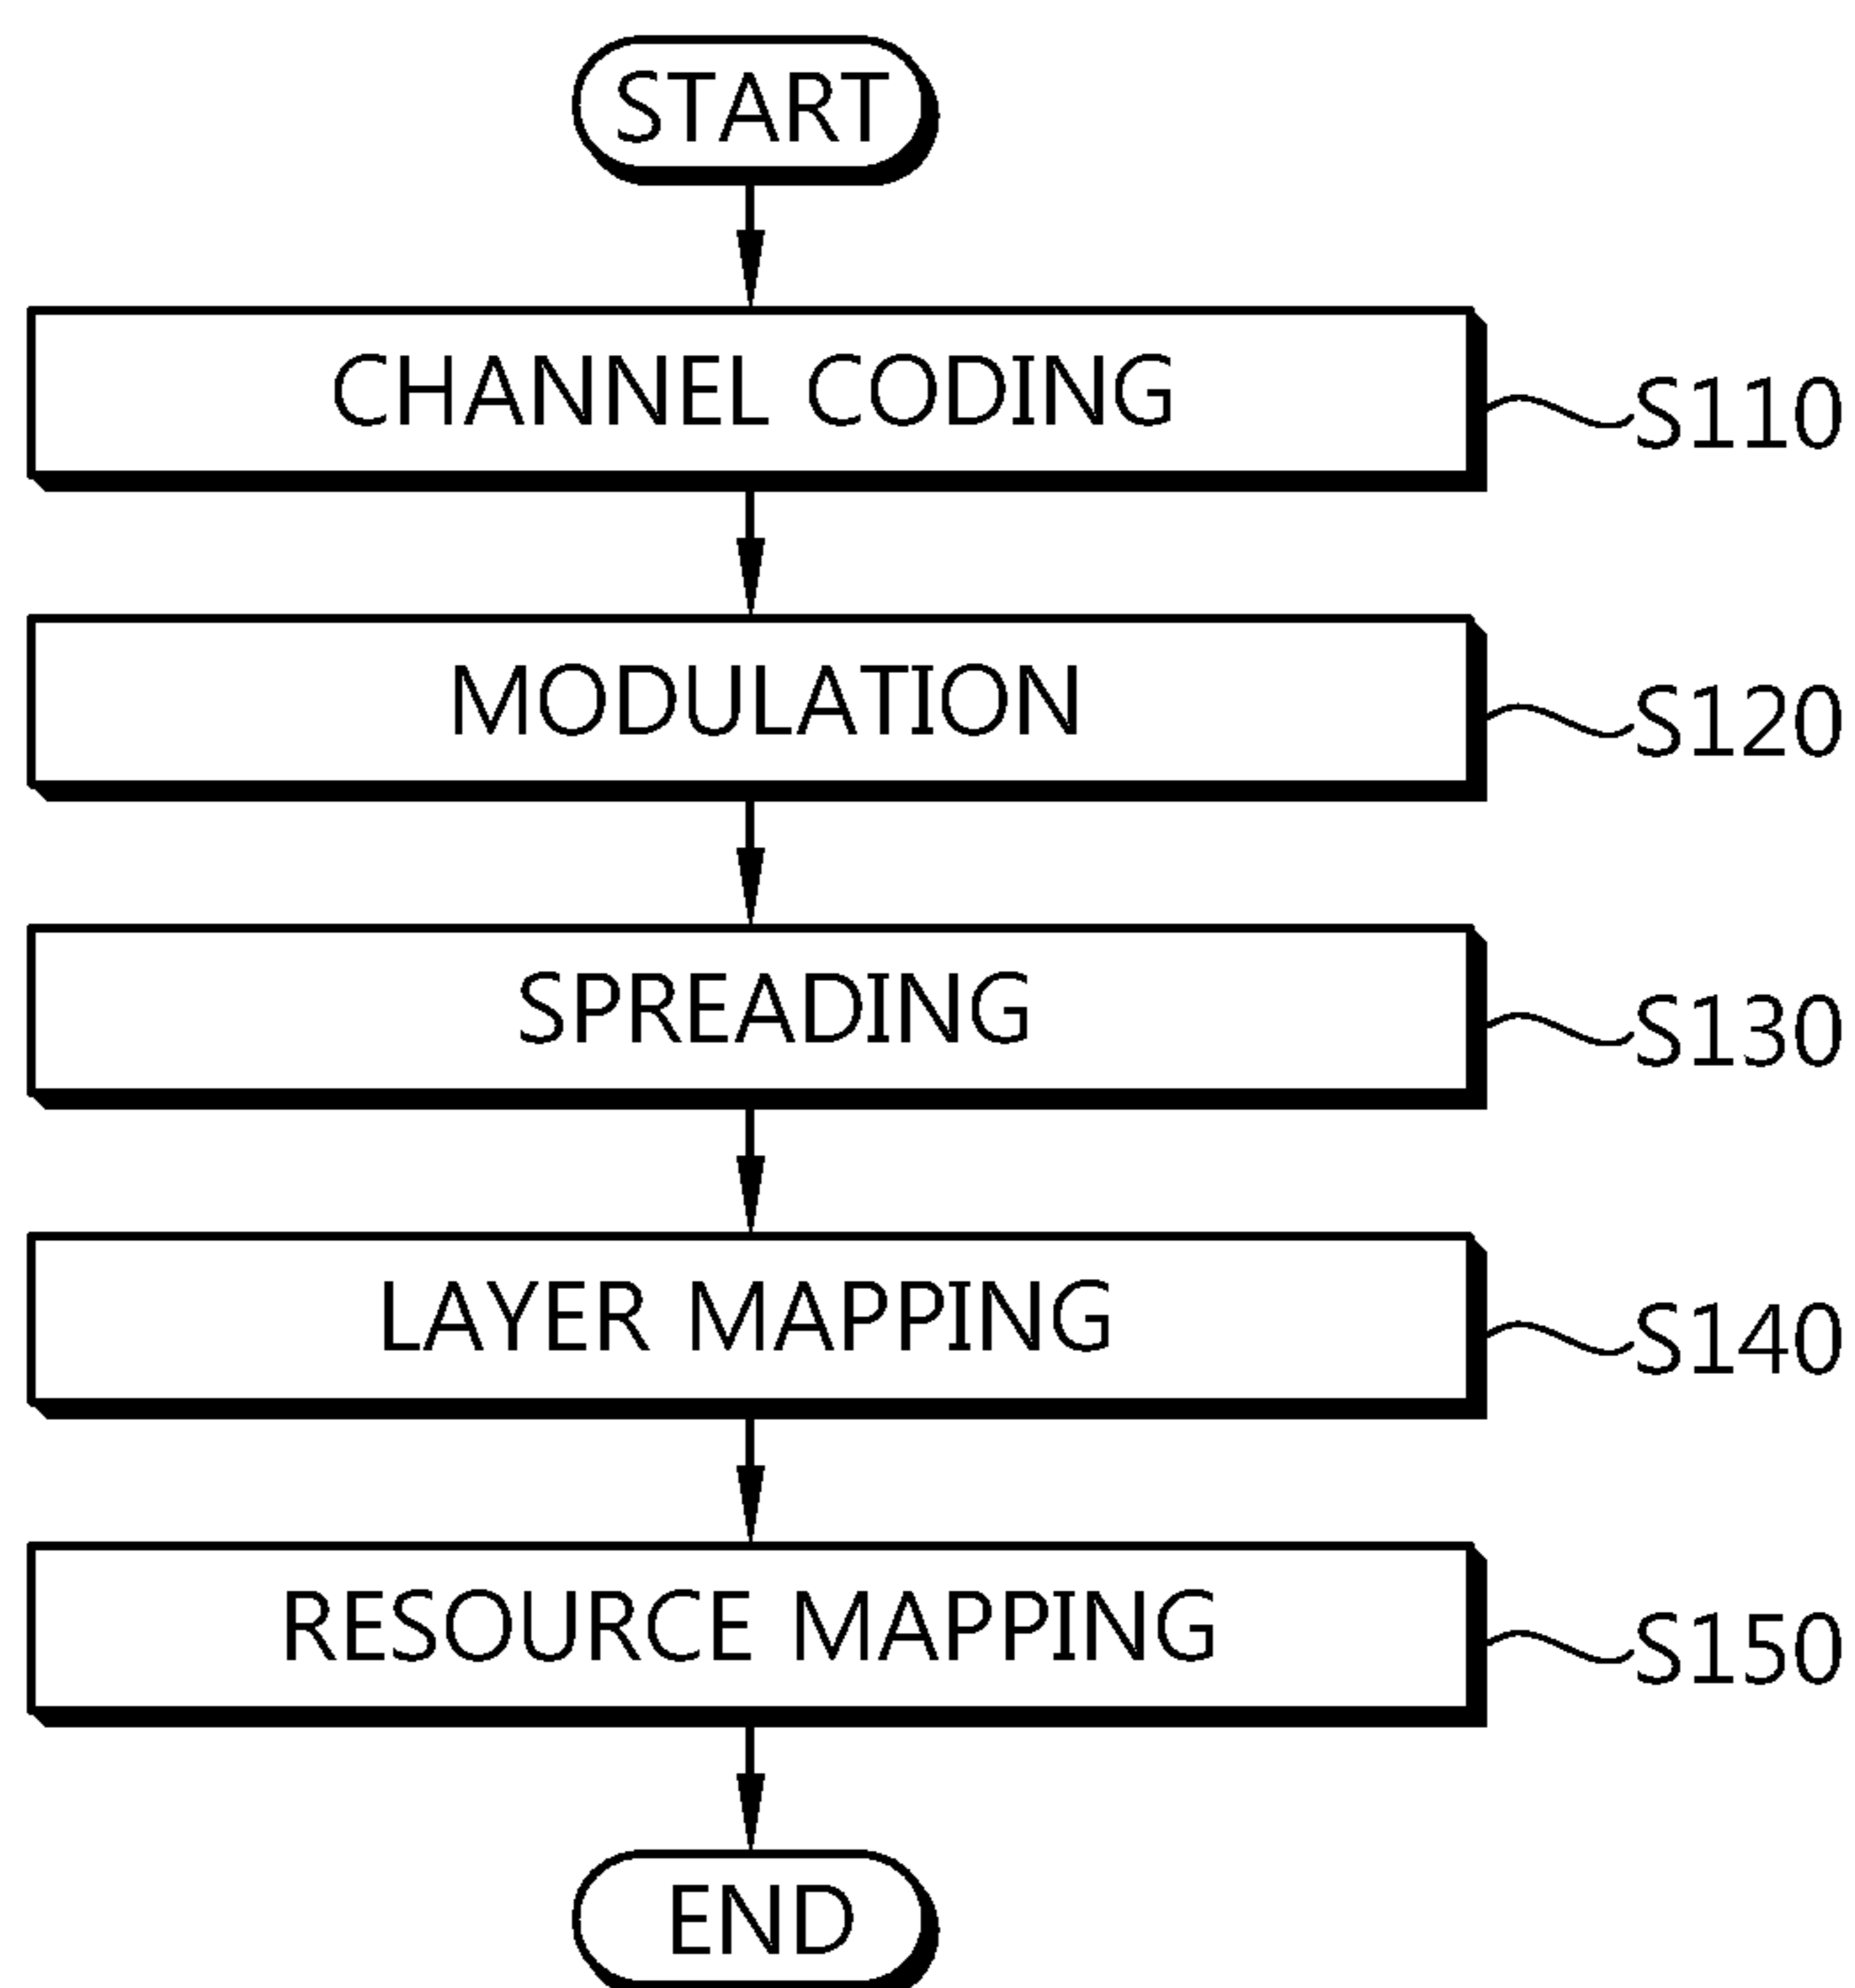 START
CHANNEL CODING
S110
MODULATION
S120
SPREADING
S130
LAYER MAPPING
S140
RESOURCE MAPPING
S150
END